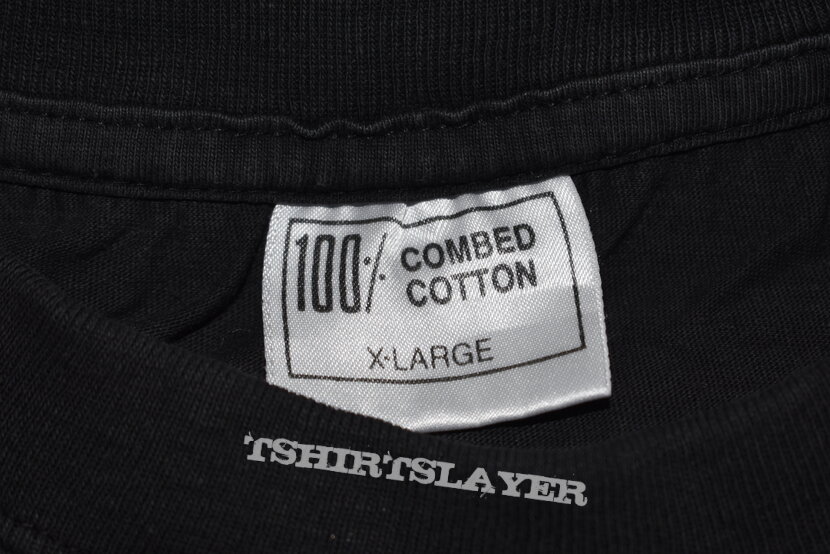 100% COMBED
COTTON
X-LARGE
TSHIRTSLAYER